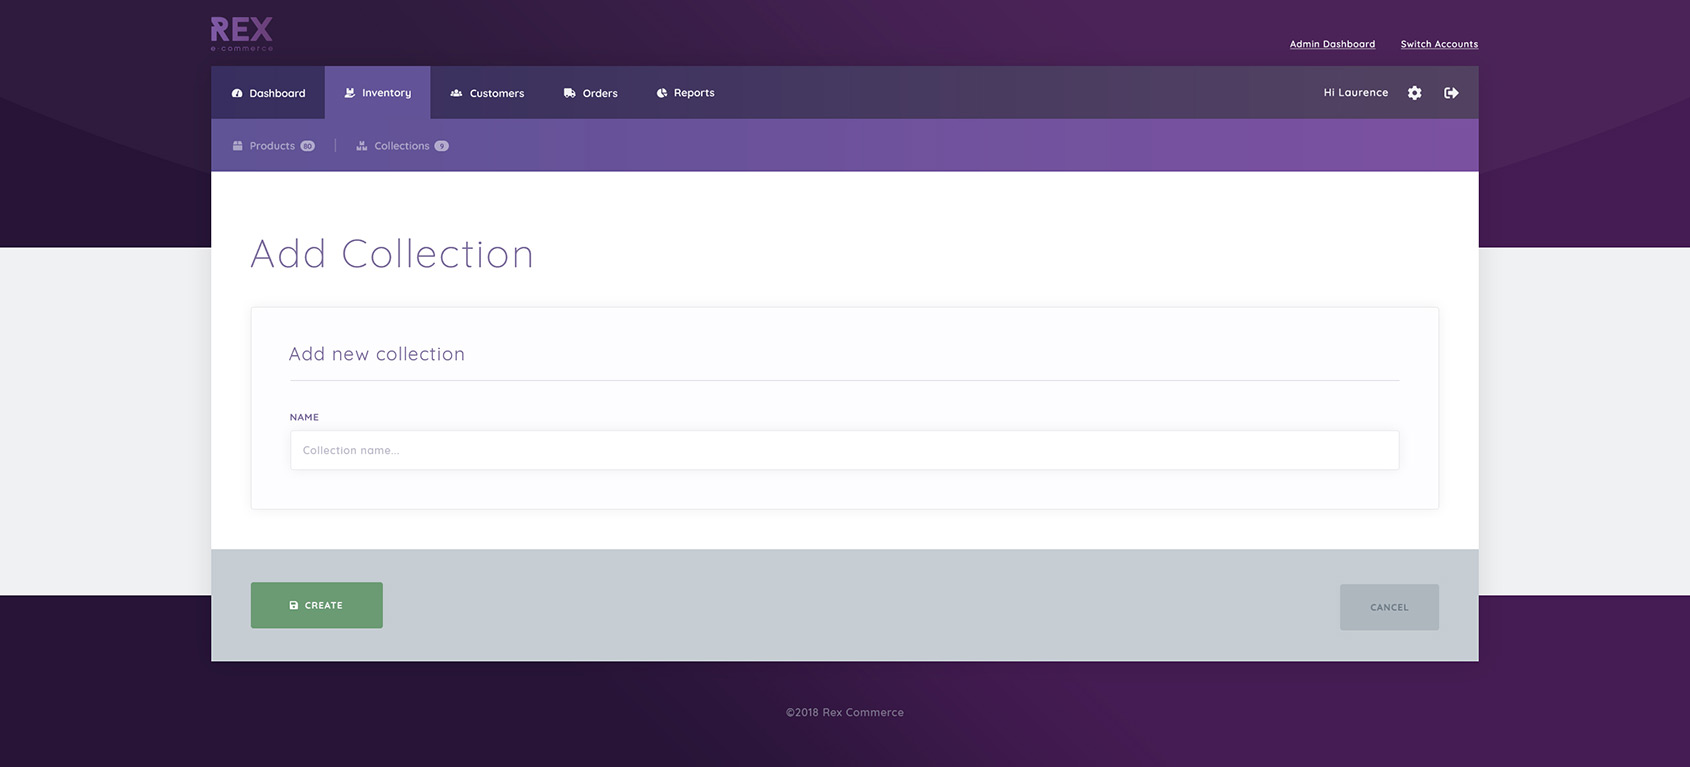 REX
e-commerce
Admin Dashboard Switch Accounts
Dashboard Inventory Customers Orders Reports Hi Laurence
Products 80 Collections 9
Add Collection
Add new collection
NAME
Collection name...
CREATE CANCEL
©2018 Rex Commerce